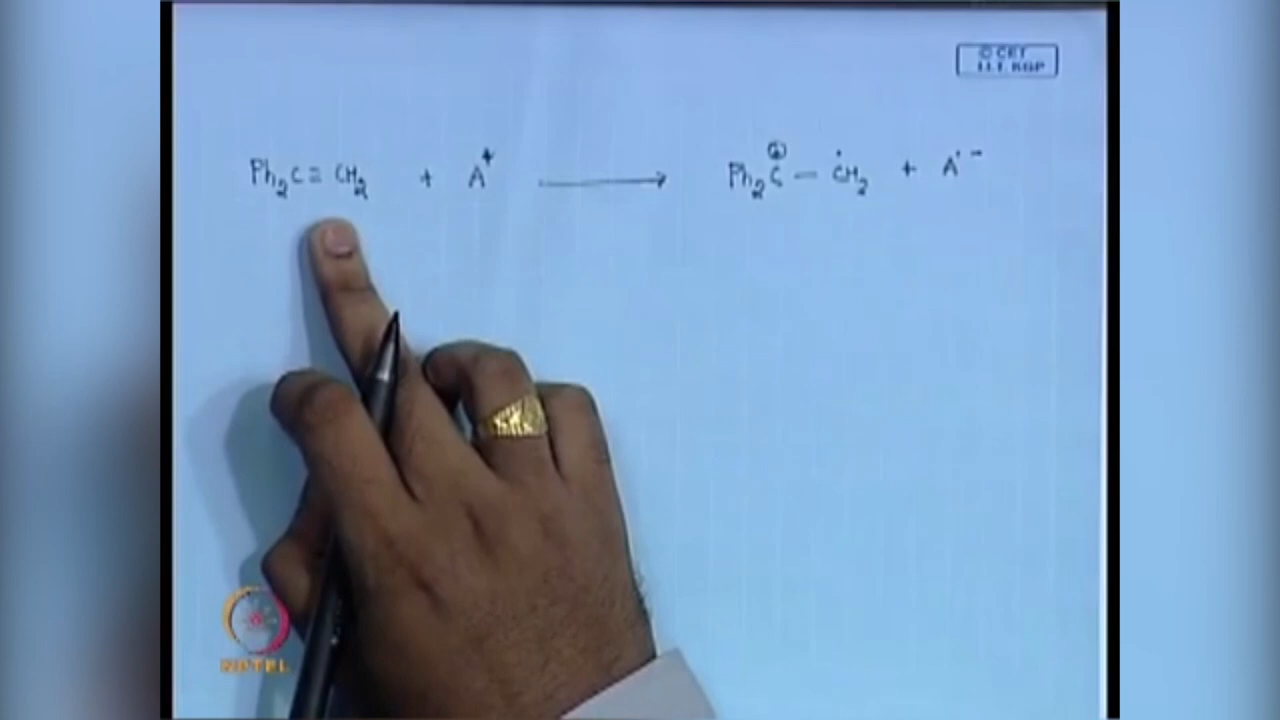 © CET
I.I.T. KGP
Ph₂C = CH₂ + A* ⟶ Ph₂C⊕ – ĊH₂ + A·⁻
NPTEL